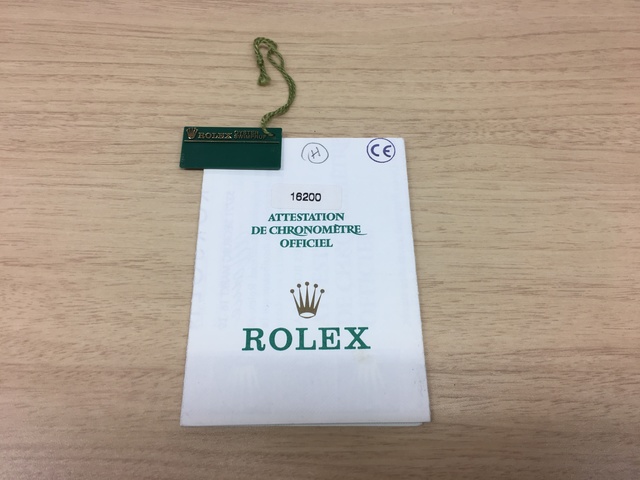 ROLEX
H
CE
16200
ATTESTATION
DE CHRONOMÈTRE
OFFICIEL
ROLEX